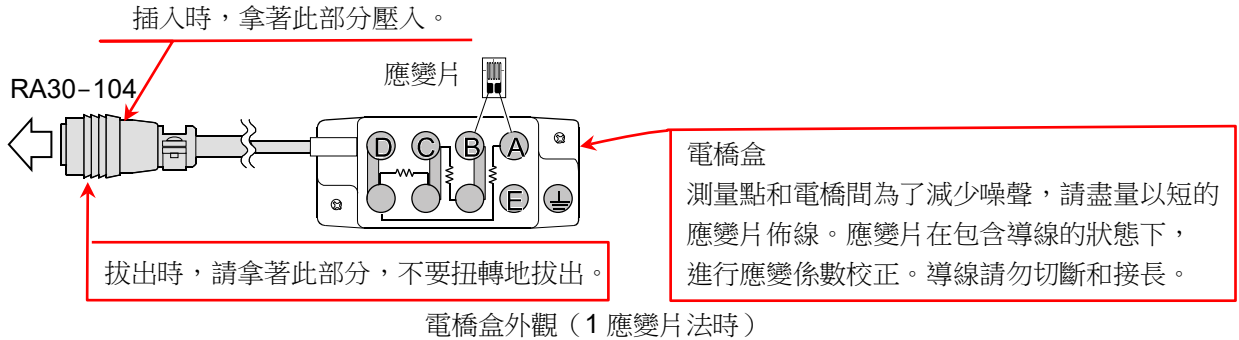 插入時，拿著此部分壓入。
應變片
RA30-104
D C B A
E
電橋盒
測量點和電橋間為了減少噪聲，請盡量以短的
應變片佈線。應變片在包含導線的狀態下，
進行應變係數校正。導線請勿切斷和接長。
拔出時，請拿著此部分，不要扭轉地拔出。
電橋盒外觀（1 應變片法時）